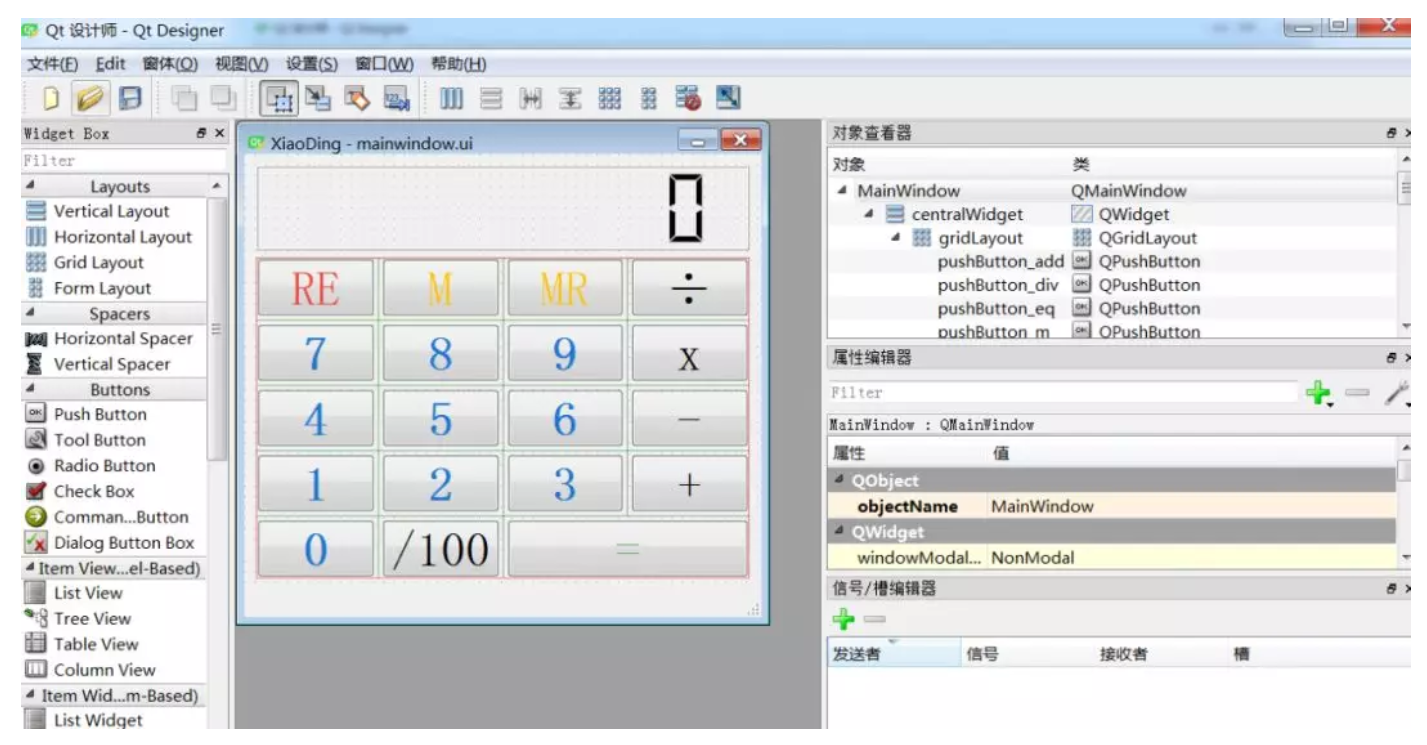 Qt 设计师 - Qt Designer
文件(F) Edit 窗体(O) 视图(V) 设置(S) 窗口(W) 帮助(H)
Widget Box
Filter
Layouts
Vertical Layout
Horizontal Layout
Grid Layout
Form Layout
Spacers
Horizontal Spacer
Vertical Spacer
Buttons
Push Button
Tool Button
Radio Button
Check Box
Comman...Button
Dialog Button Box
Item View...el-Based)
List View
Tree View
Table View
Column View
Item Wid...m-Based)
List Widget
XiaoDing - mainwindow.ui
0
RE M MR ÷
7 8 9 x
4 5 6 −
1 2 3 +
0 /100 =
对象查看器
对象 类
MainWindow QMainWindow
centralWidget QWidget
gridLayout QGridLayout
pushButton_add QPushButton
pushButton_div QPushButton
pushButton_eq QPushButton
pushButton_m QPushButton
属性编辑器
Filter
MainWindow : QMainWindow
属性 值
QObject
objectName MainWindow
QWidget
windowModal... NonModal
信号/槽编辑器
发送者 信号 接收者 槽